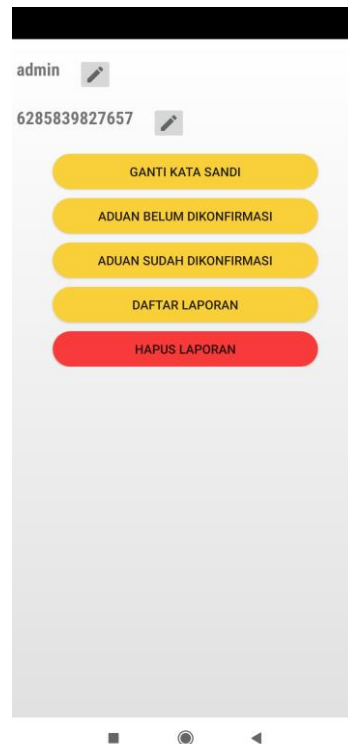 admin
6285839827657
GANTI KATA SANDI
ADUAN BELUM DIKONFIRMASI
ADUAN SUDAH DIKONFIRMASI
DAFTAR LAPORAN
HAPUS LAPORAN